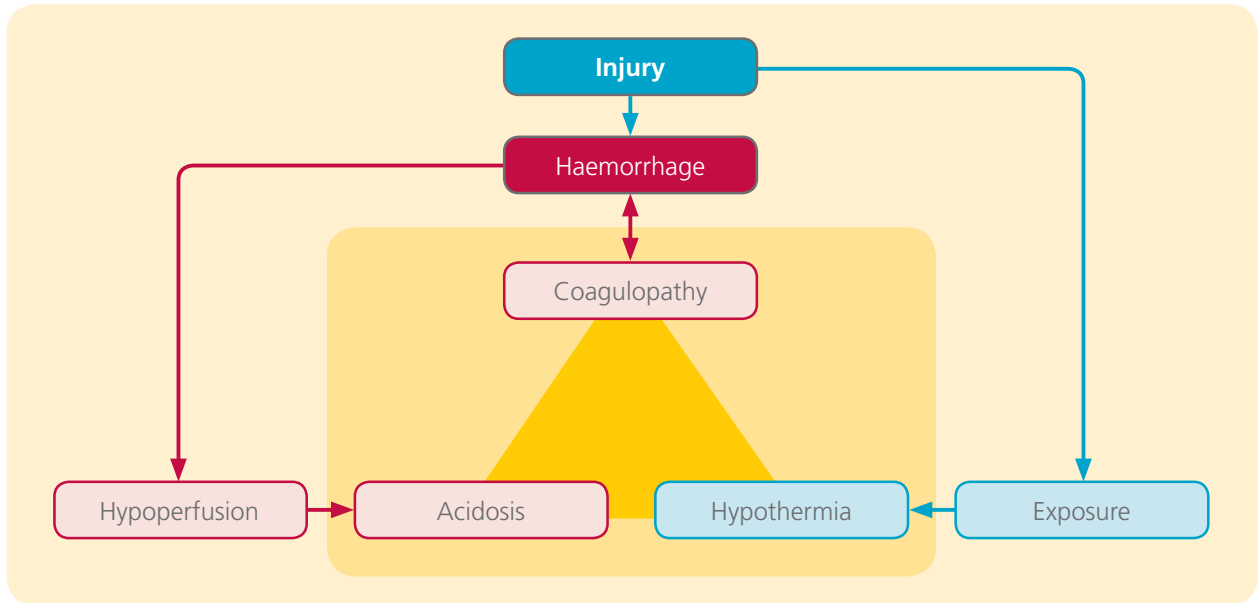 Injury
Haemorrhage
Coagulopathy
Hypoperfusion
Acidosis
Hypothermia
Exposure